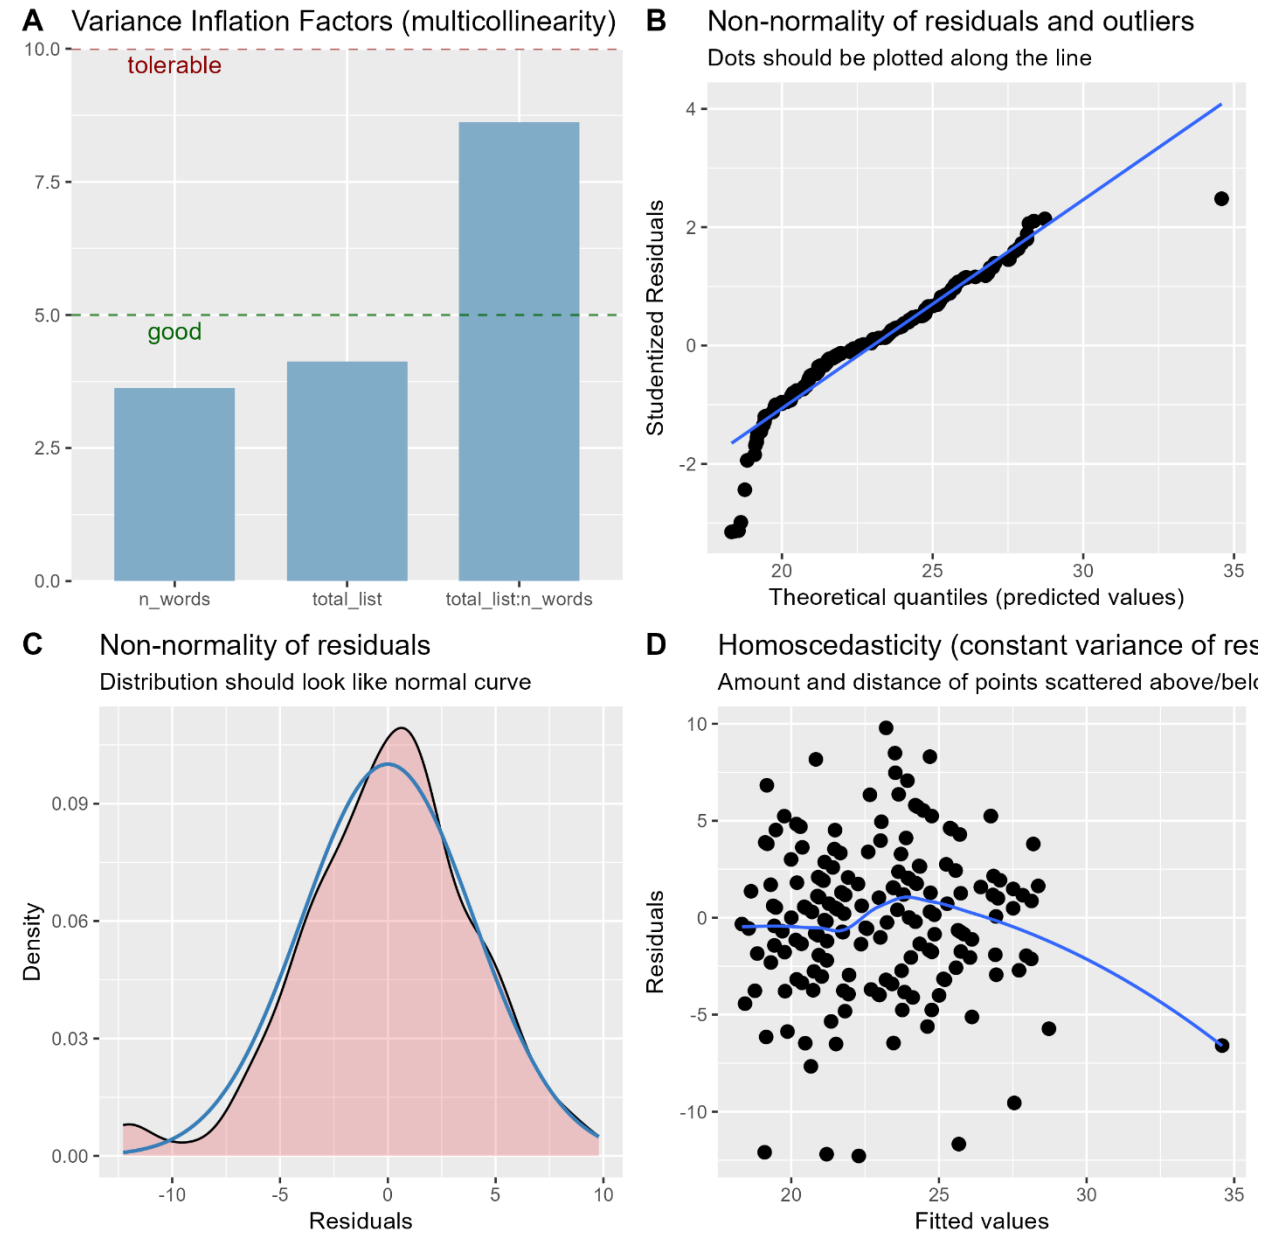 A Variance Inflation Factors (multicollinearity)
10.0
tolerable
7.5
5.0
good
2.5
0.0
n_words total_list total_list:n_words
B Non-normality of residuals and outliers
Dots should be plotted along the line
Studentized Residuals
4
2
0
-2
20 25 30 35
Theoretical quantiles (predicted values)
C Non-normality of residuals
Distribution should look like normal curve
Density
0.09
0.06
0.03
0.00
-10 -5 0 5 10
Residuals
D Homoscedasticity (constant variance of res
Amount and distance of points scattered above/belo
Residuals
10
5
0
-5
-10
20 25 30 35
Fitted values